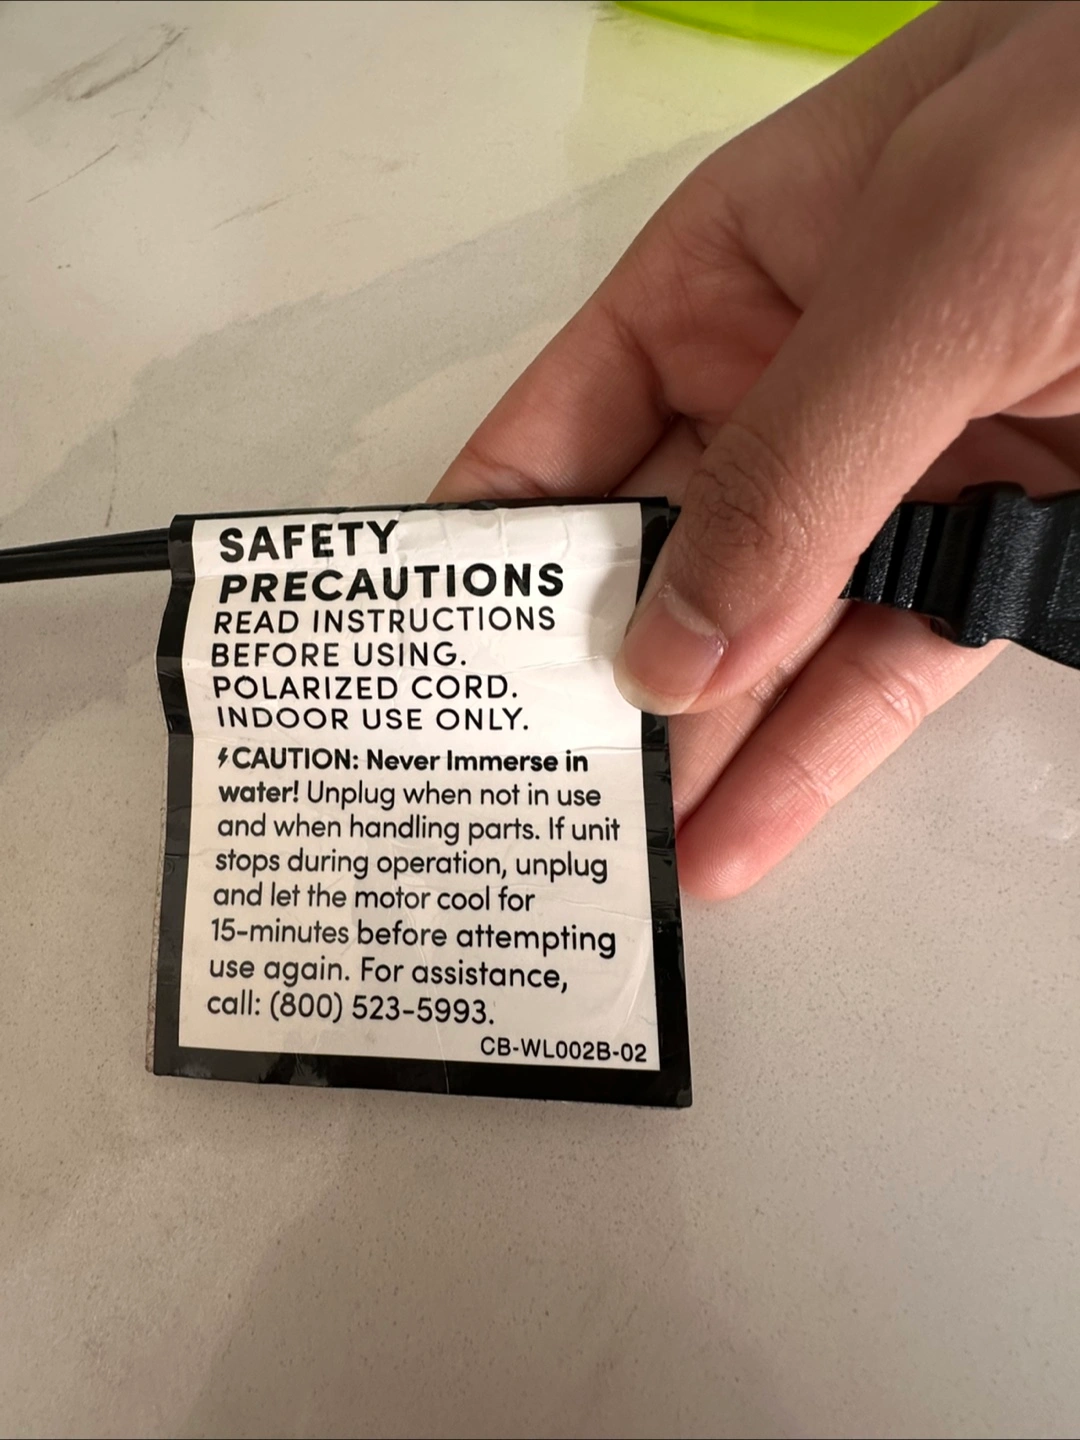 SAFETY
PRECAUTIONS
READ INSTRUCTIONS
BEFORE USING.
POLARIZED CORD.
INDOOR USE ONLY.
⚡CAUTION: Never Immerse in
water! Unplug when not in use
and when handling parts. If unit
stops during operation, unplug
and let the motor cool for
15-minutes before attempting
use again. For assistance,
call: (800) 523-5993.
CB-WL002B-02